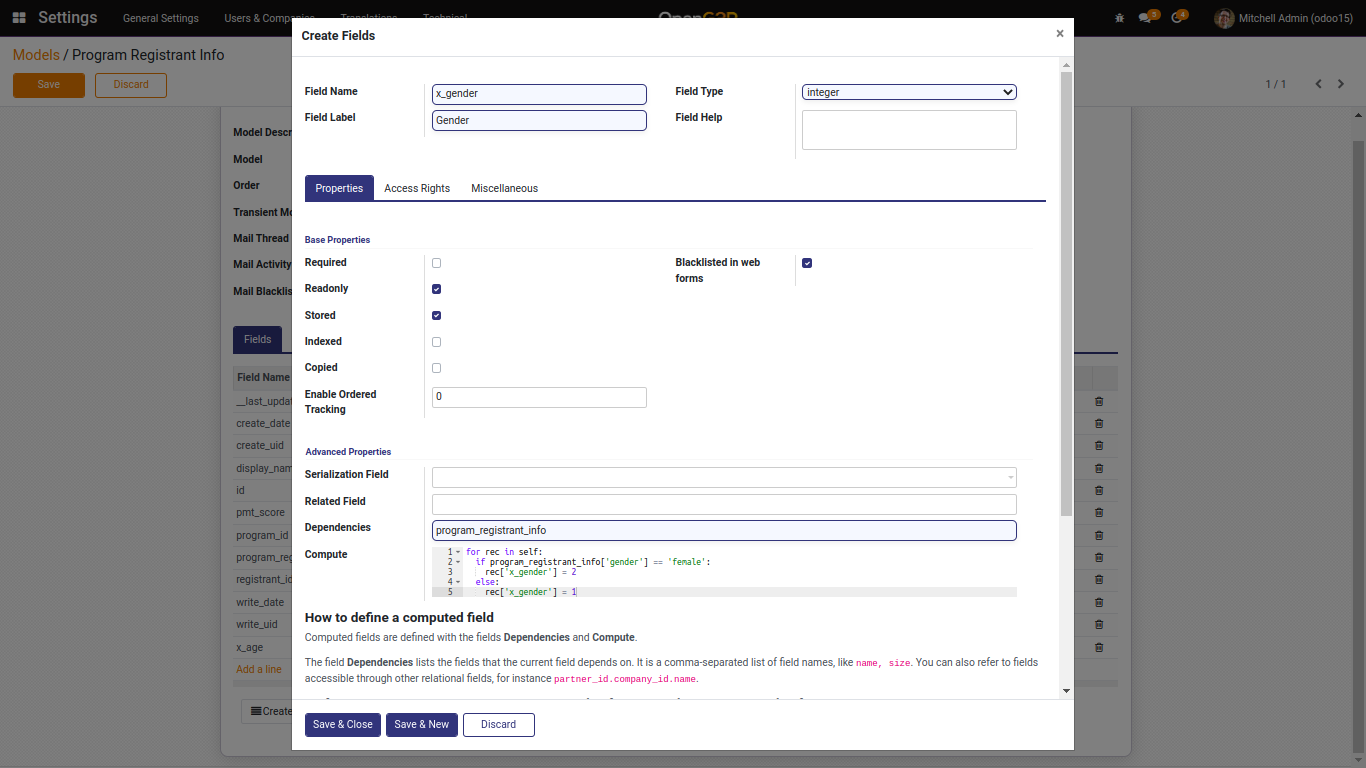 Settings General Settings Users & Companies Translations Technical OpenG2P 5 4 Mitchell Admin (odoo15)
Create Fields ×
Models / Program Registrant Info
Save Discard 1 / 1
Field Name x_gender Field Type integer
Field Label Gender Field Help
Model Descr
Model
Order
Transient Mo
Mail Thread
Mail Activity
Mail Blacklis
Properties Access Rights Miscellaneous
Base Properties
Required Blacklisted in web
forms
Readonly
Stored
Indexed
Copied
Enable Ordered
Tracking 0
Fields
Field Name
__last_updat
create_date
create_uid
display_nam
id
pmt_score
program_id
program_reg
registrant_id
write_date
write_uid
x_age
Add a line
Create
Advanced Properties
Serialization Field
Related Field
Dependencies program_registrant_info
Compute
1 for rec in self:
2 if program_registrant_info['gender'] == 'female':
3 rec['x_gender'] = 2
4 else:
5 rec['x_gender'] = 1
How to define a computed field
Computed fields are defined with the fields Dependencies and Compute.
The field Dependencies lists the fields that the current field depends on. It is a comma-separated list of field names, like name, size. You can also refer to fields
accessible through other relational fields, for instance partner_id.company_id.name.
Save & Close Save & New Discard